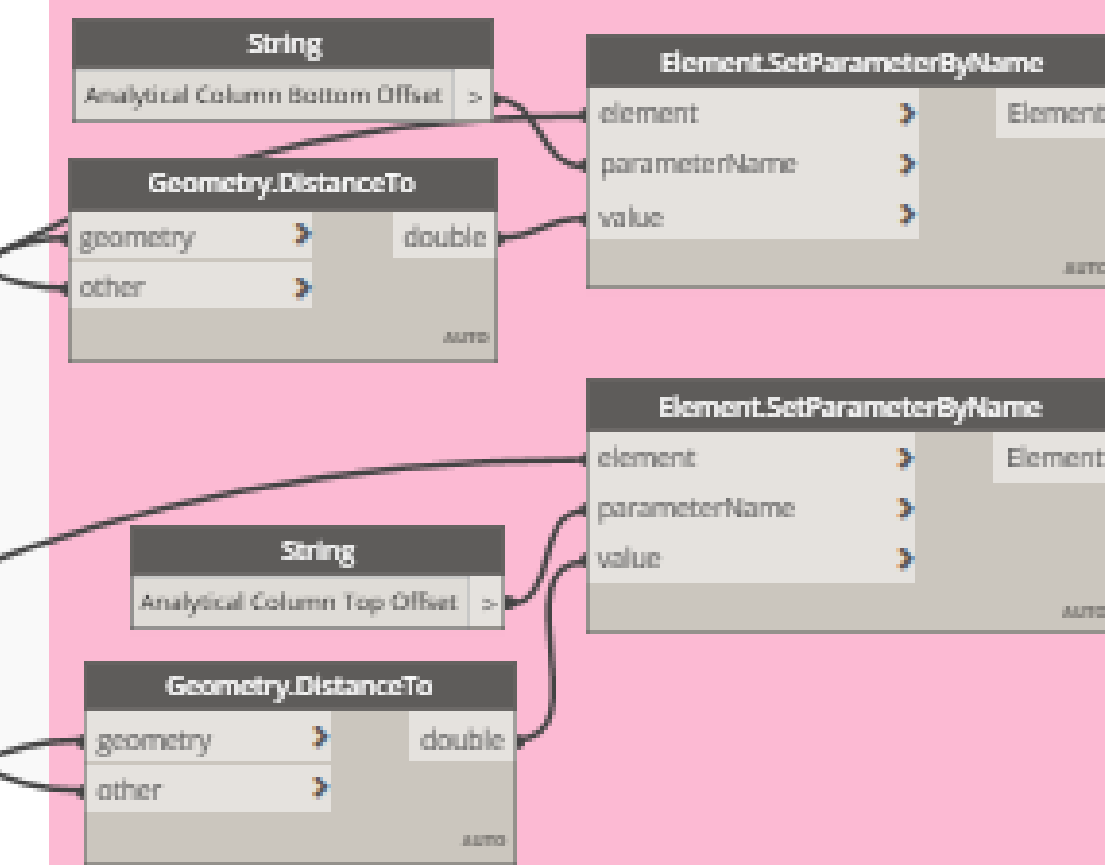 String
Analytical Column Bottom Offset >
Geometry.DistanceTo
geometry > double
other >
AUTO
Element.SetParameterByName
element > Element
parameterName >
value >
AUTO
Element.SetParameterByName
element > Element
parameterName >
value >
AUTO
String
Analytical Column Top Offset >
Geometry.DistanceTo
geometry > double
other >
AUTO